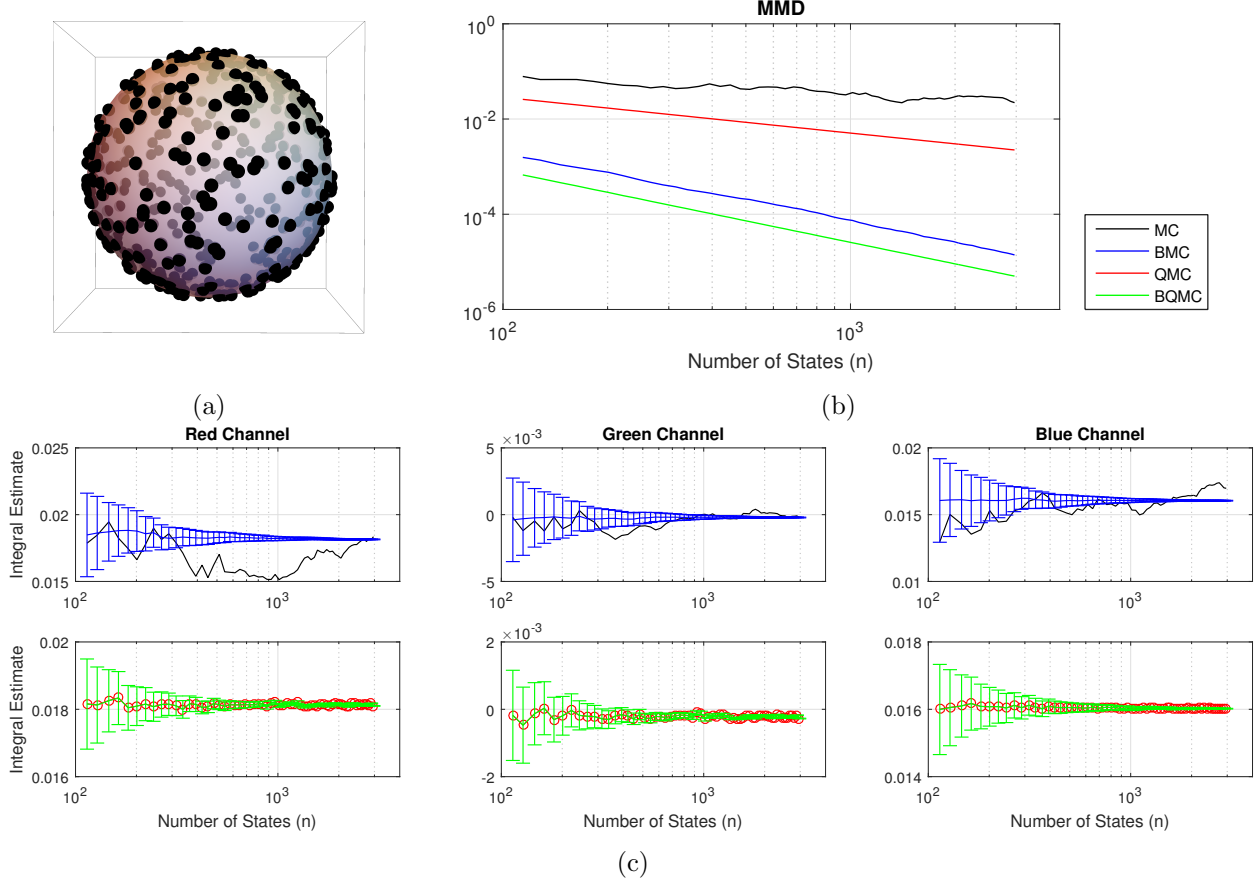 MMD
10^0
10^-2
10^-4
10^-6
10^2
10^3
Number of States (n)
MC
BMC
QMC
BQMC
(a)
(b)
Red Channel
Integral Estimate
0.025
0.02
0.015
10^2
10^3
Green Channel
×10^-3
5
0
-5
10^2
10^3
Blue Channel
0.02
0.015
0.01
10^2
10^3
Integral Estimate
0.02
0.018
0.016
10^2
10^3
Number of States (n)
×10^-3
2
0
-2
10^2
10^3
Number of States (n)
0.018
0.016
0.014
10^2
10^3
Number of States (n)
(c)